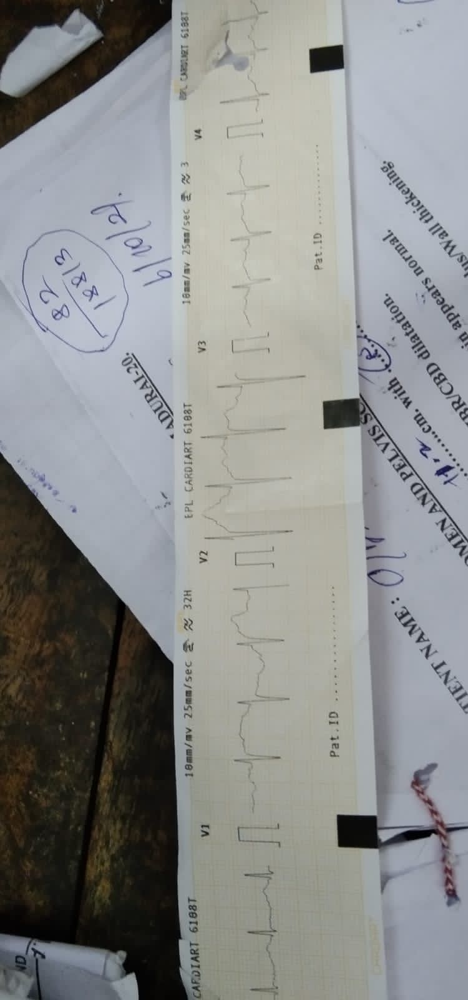 CARDIART 6108T
V1
10mm/mv 25mm/sec
32H
V2
EPL CARDIART 6108T
V3
10mm/mv 25mm/sec
3
V4
CARDIART 6108T
Pat.ID ..............
Pat.ID ..............
82
6/10/21
ADURAI-20.
TIENT NAME :
OMEN AND PELVIS
11.2 cm. with
BR/CBD dilatation.
in appears normal.
us/Wall thickening.